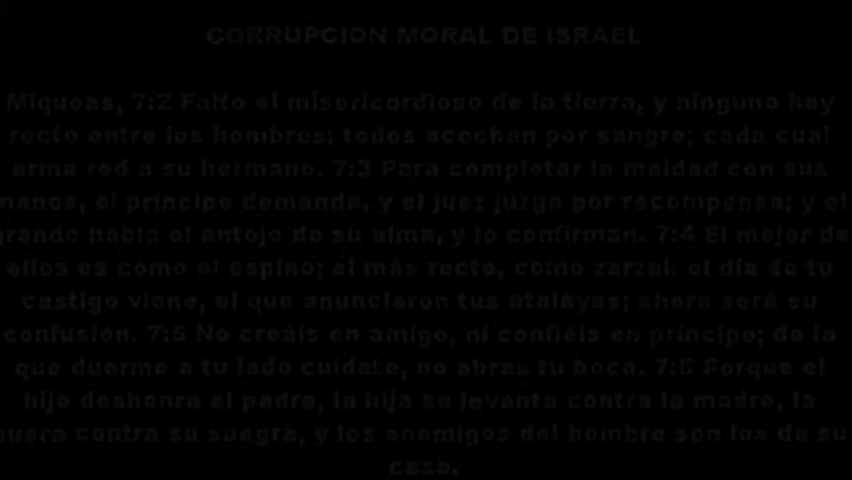 CORRUPCION MORAL DE ISRAEL
Miqueas, 7:2 Faltó el misericordioso de la tierra, y ninguno hay
recto entre los hombres; todos acechan por sangre; cada cual
arma red a su hermano. 7:3 Para completar la maldad con sus
manos, el príncipe demanda, y el juez juzga por recompensa; y el
grande habla el antojo de su alma, y lo confirman. 7:4 El mejor de
ellos es como el espino; el más recto, como zarzal; el día de tu
castigo viene, el que anunciaron tus atalayas; ahora será su
confusión. 7:5 No creáis en amigo, ni confiéis en príncipe; de la
que duerme a tu lado cuídate, no abras tu boca. 7:6 Porque el
hijo deshonra al padre, la hija se levanta contra la madre, la
nuera contra su suegra, y los enemigos del hombre son los de su
casa.